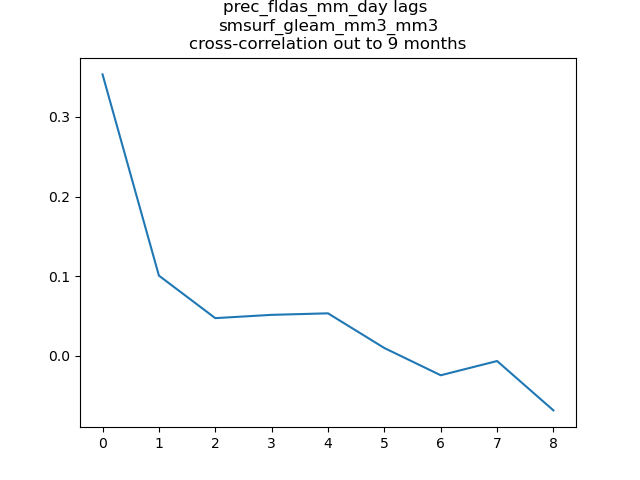 prec_fldas_mm_day lags
smsurf_gleam_mm3_mm3
cross-correlation out to 9 months
0.3
0.2
0.1
0.0
0 1 2 3 4 5 6 7 8